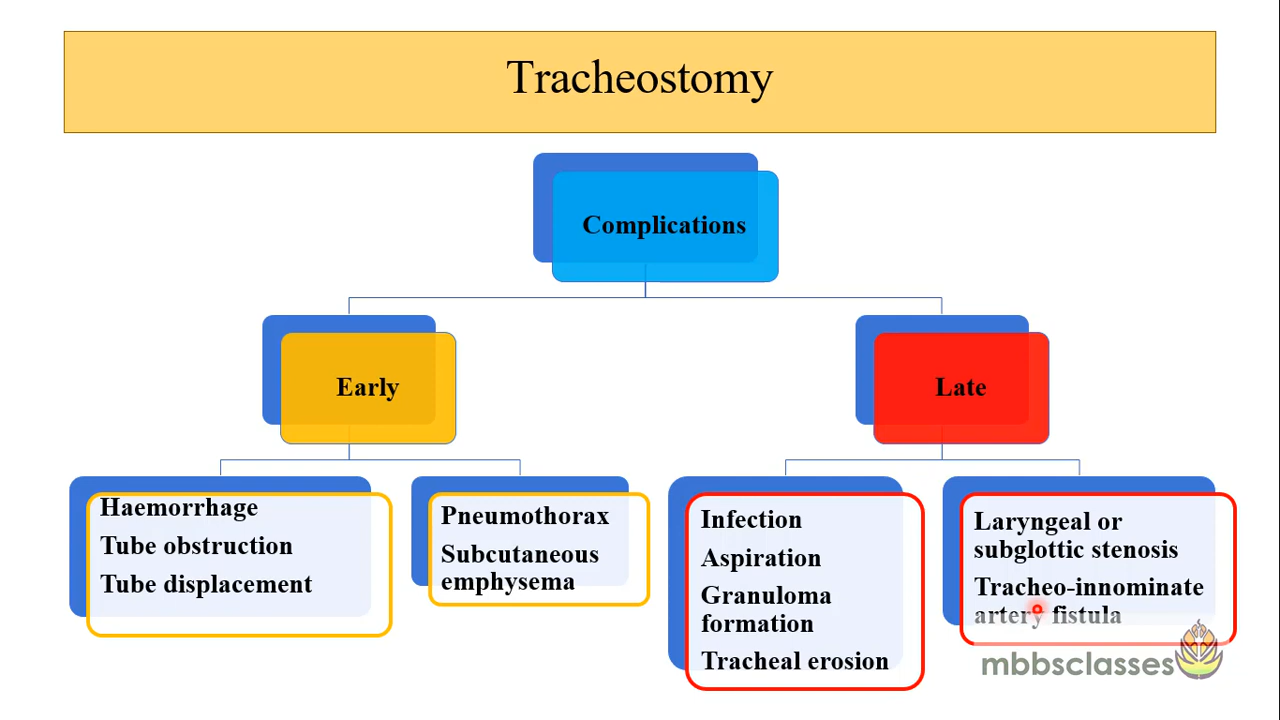 Tracheostomy
Complications
Early
Late
Haemorrhage
Tube obstruction
Tube displacement
Pneumothorax
Subcutaneous
emphysema
Infection
Aspiration
Granuloma
formation
Tracheal erosion
Laryngeal or
subglottic stenosis
Tracheo-innominate
artery fistula
mbbsclasses